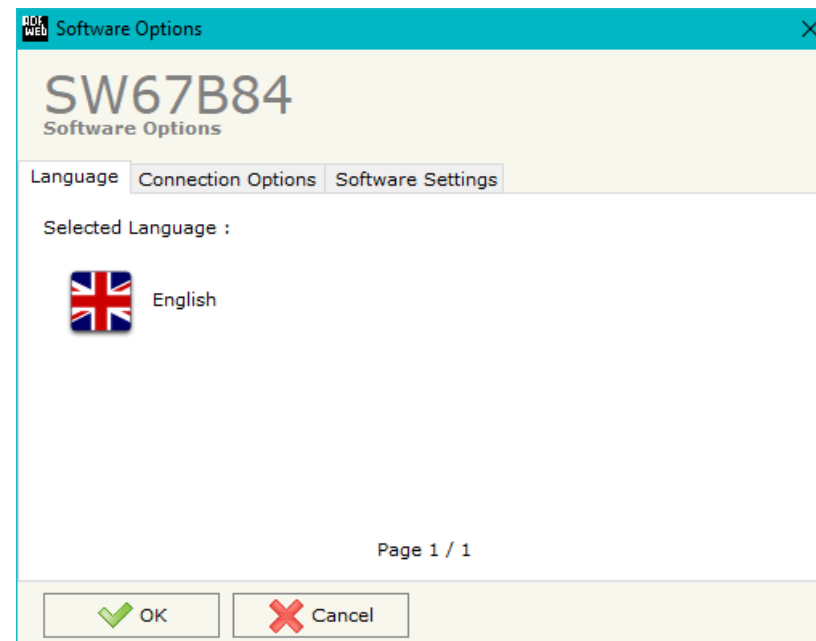 ADF
WEB
Software Options
SW67B84
Software Options
Language Connection Options Software Settings
Selected Language :
English
Page 1 / 1
OK Cancel